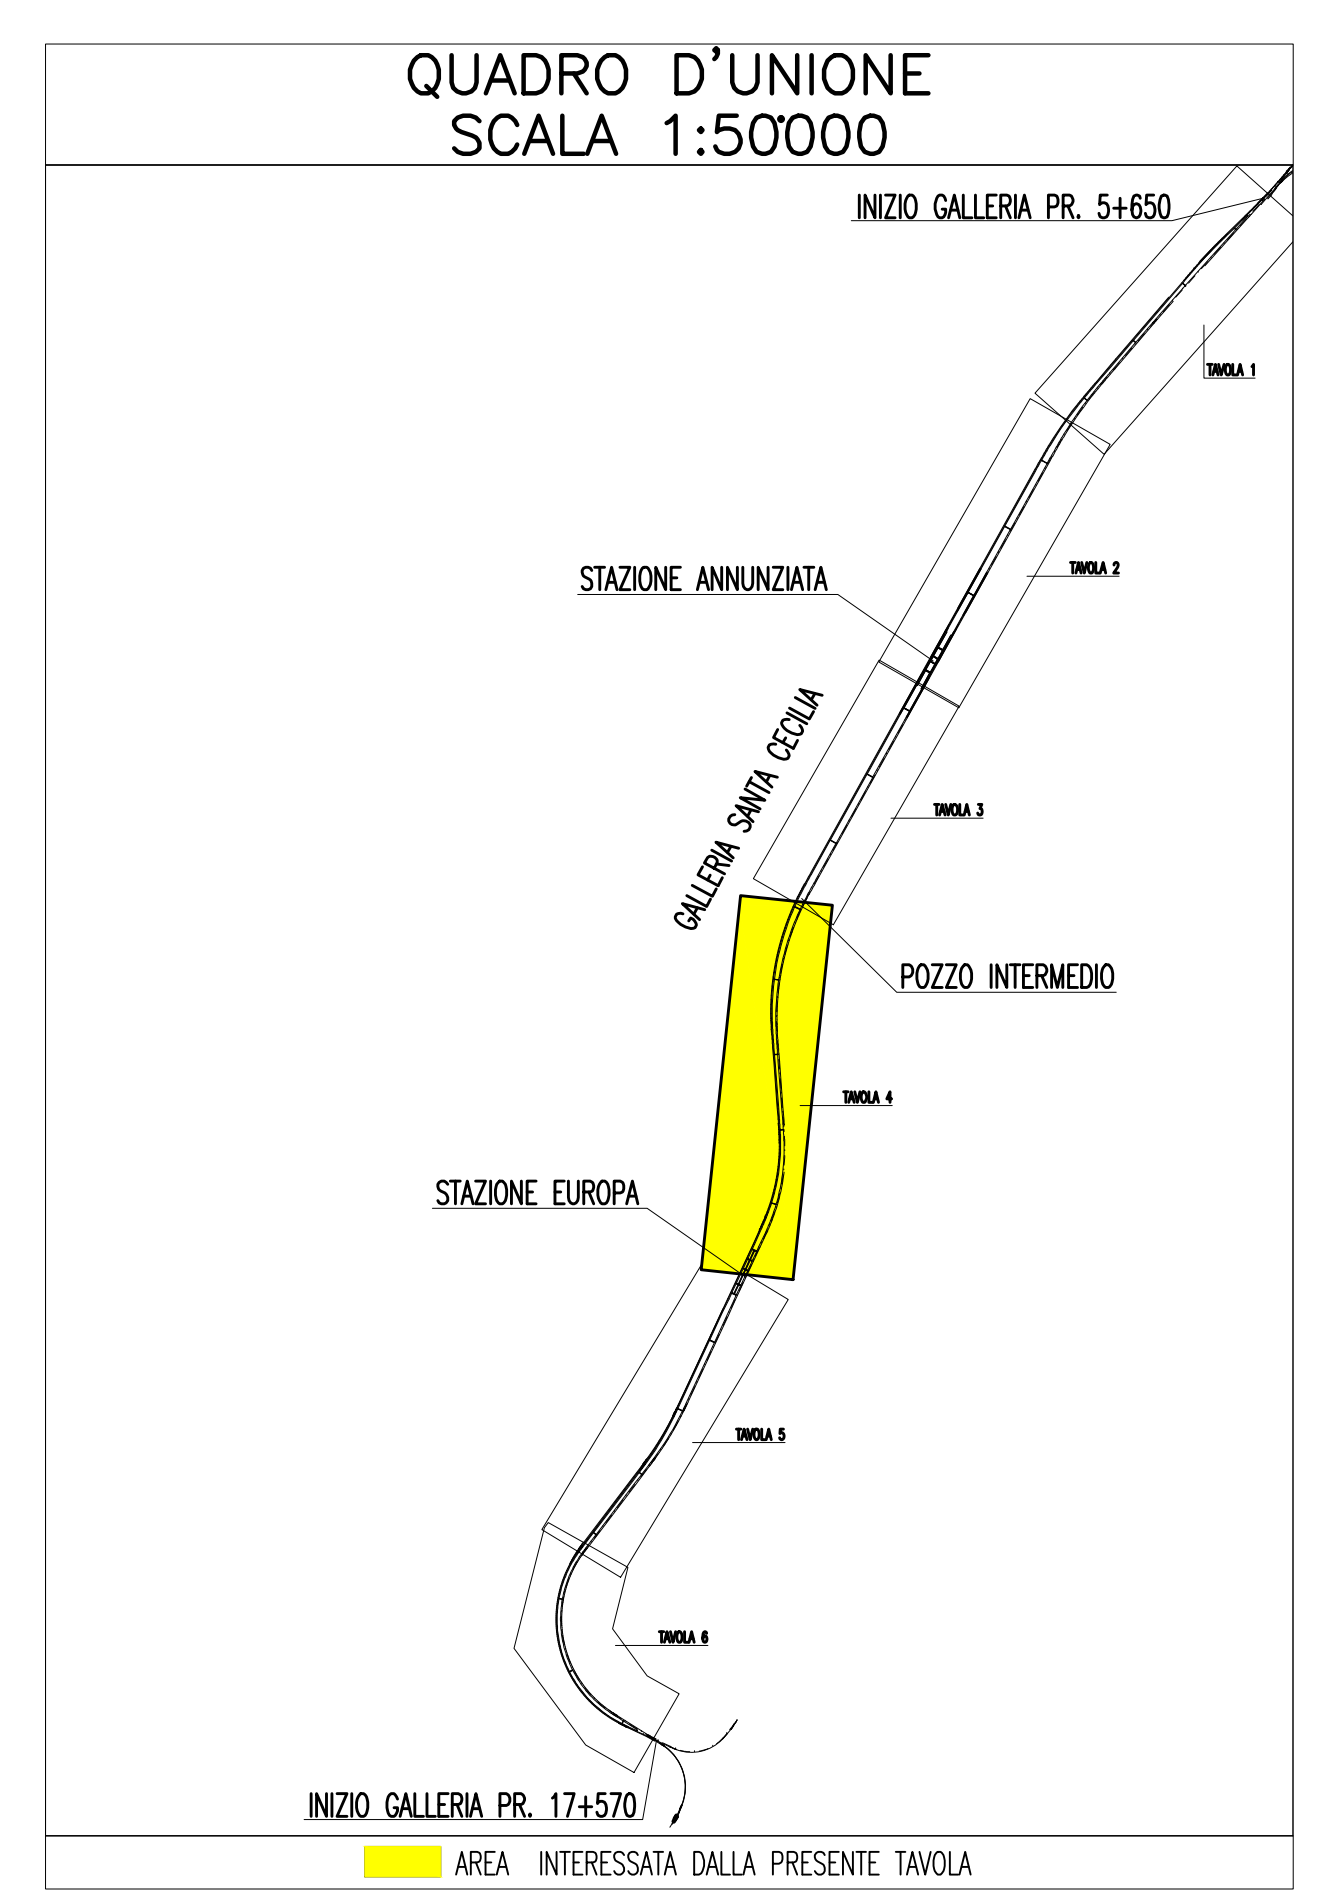 QUADRO D'UNIONE
SCALA 1:50'000
INIZIO GALLERIA PR. 5+650
TAVOLA 1
STAZIONE ANNUNZIATA
TAVOLA 2
GALLERIA SANTA CECILIA
TAVOLA 3
POZZO INTERMEDIO
TAVOLA 4
STAZIONE EUROPA
TAVOLA 5
TAVOLA 6
INIZIO GALLERIA PR. 17+570
AREA INTERESSATA DALLA PRESENTE TAVOLA